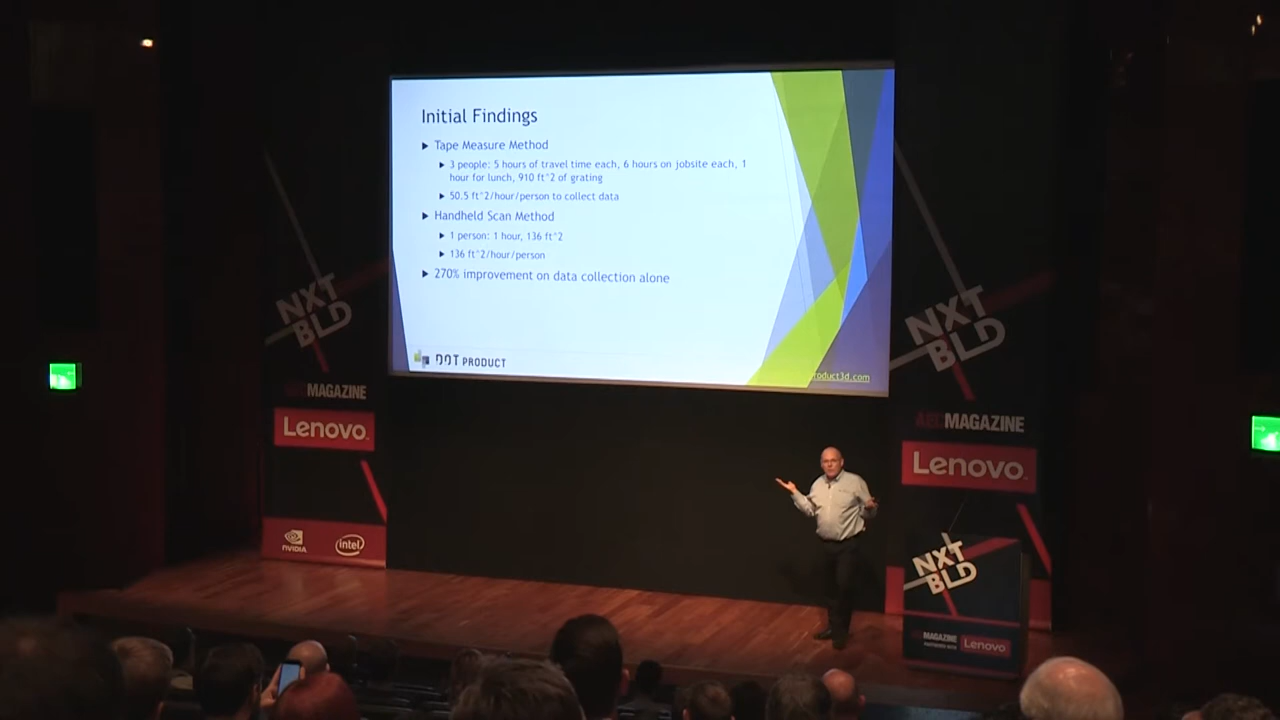 Initial Findings
Tape Measure Method
3 people: 5 hours of travel time each, 6 hours on jobsite each, 1
hour for lunch, 910 ft^2 of grating
50.5 ft^2/hour/person to collect data
Handheld Scan Method
1 person: 1 hour, 136 ft^2
136 ft^2/hour/person
270% improvement on data collection alone
DOT PRODUCT
roduct3d.com
NXT
BLD
AECMAGAZINE
Lenovo
NVIDIA
intel
NXT
BLD
AECMAGAZINE
Lenovo
NXT
BLD
MAGAZINE
Lenovo